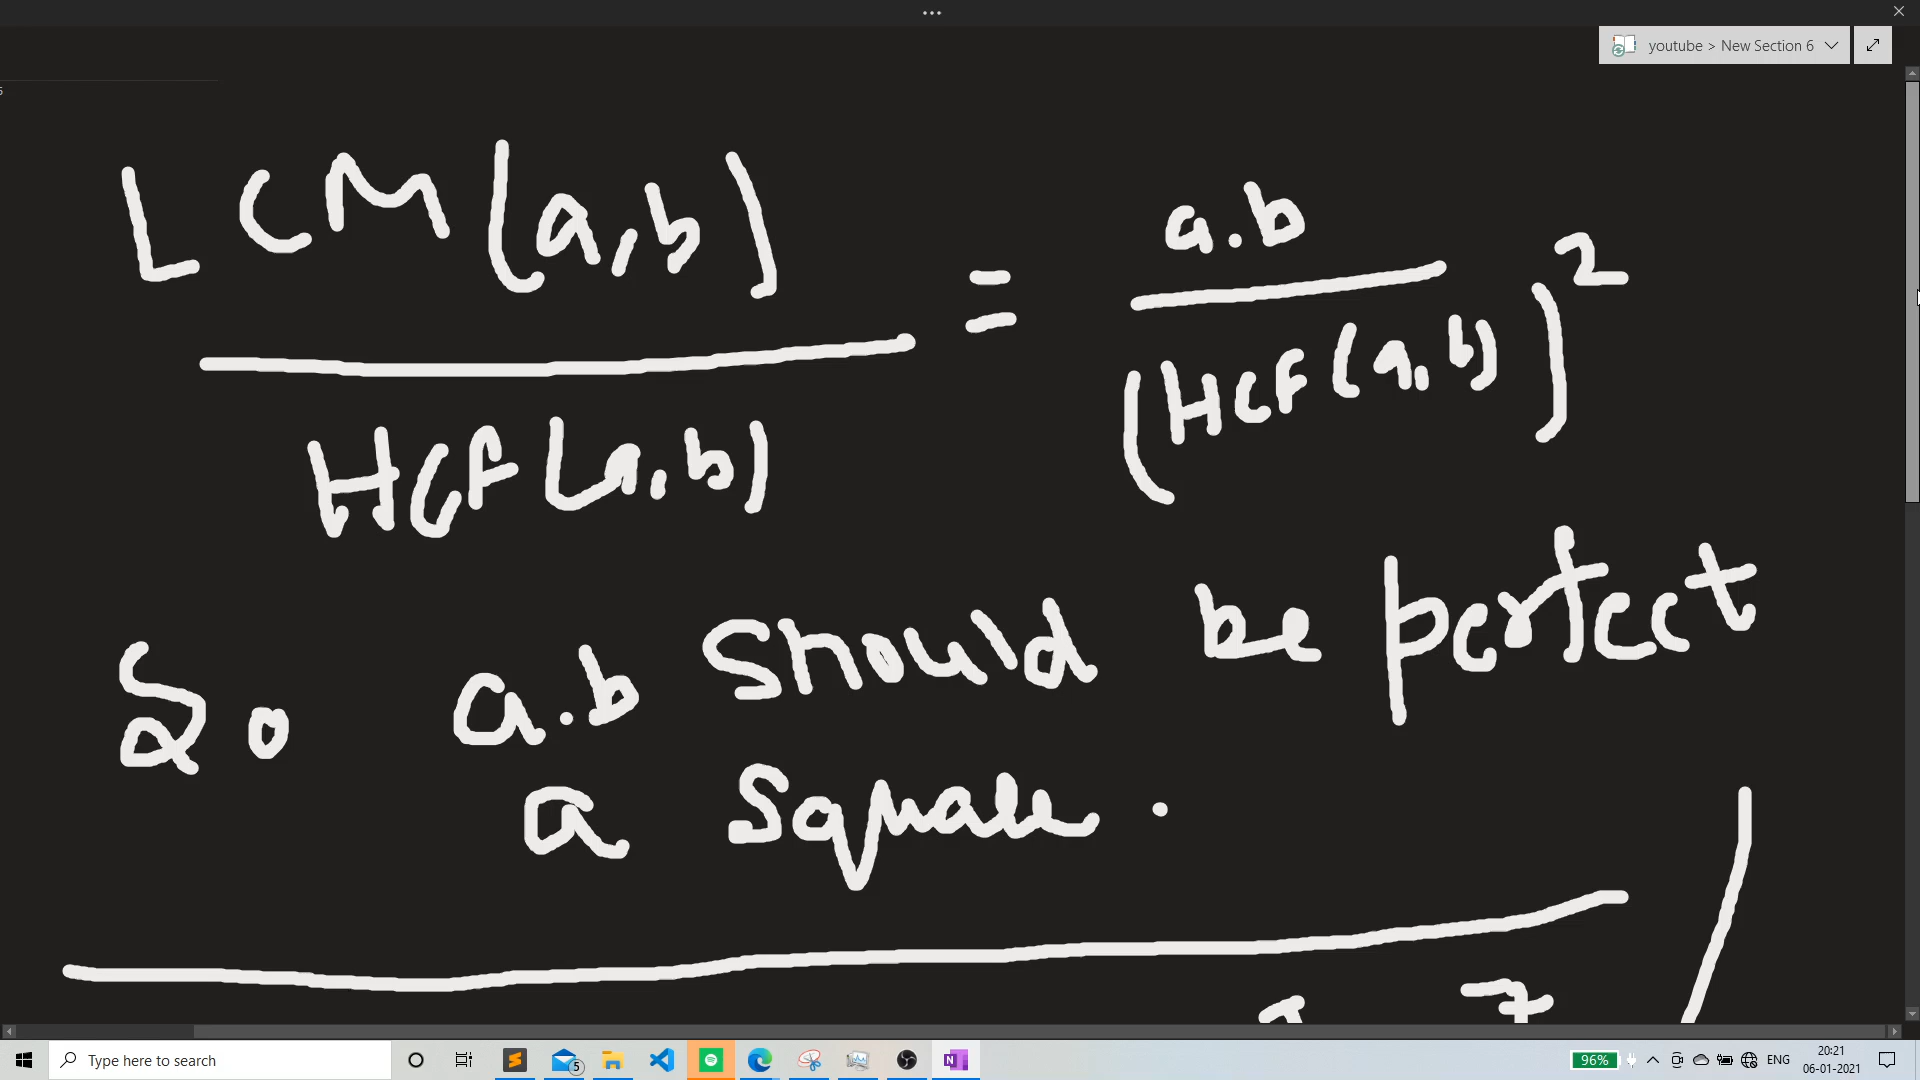 ...
youtube > New Section 6
LCM(a,b)
HCF(a,b)
=
a.b
(HCF(a,b))²
So a.b should be perfect
a square.
Type here to search
5
96%
ENG
20:21
06-01-2021